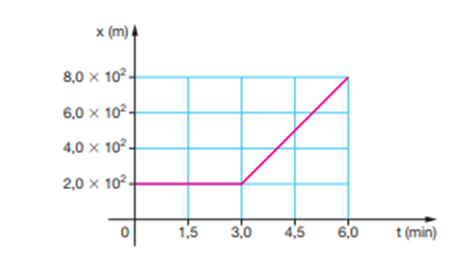 x (m)
8,0 × 10²
6,0 × 10²
4,0 × 10²
2,0 × 10²
0 1,5 3,0 4,5 6,0 t (min)